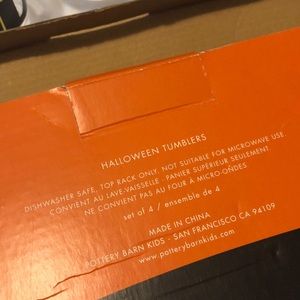 HALLOWEEN TUMBLERS
DISHWASHER SAFE, TOP RACK ONLY. NOT SUITABLE FOR MICROWAVE USE
CONVIENT AU LAVE-VAISSELLE - PANIER SUPÉRIEUR SEULEMENT.
NE CONVIENT PAS AU FOUR À MICRO-ONDES
set of 4 / ensemble de 4
MADE IN CHINA
POTTERY BARN KIDS - SAN FRANCISCO CA 94109
www.potterybarnkids.com